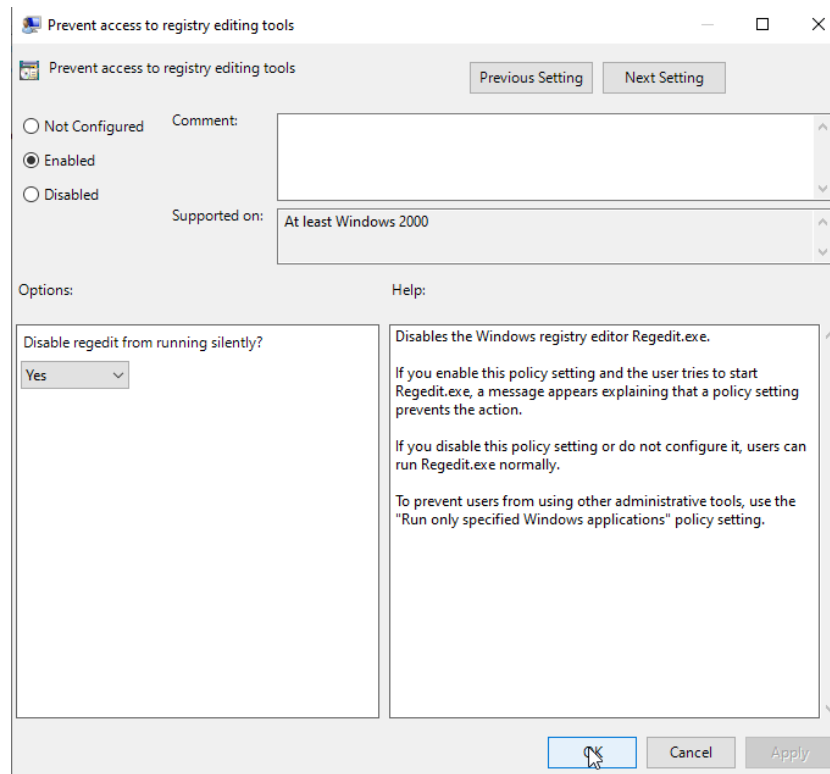 Prevent access to registry editing tools
Prevent access to registry editing tools
Previous Setting
Next Setting
Not Configured
Comment:
Enabled
Disabled
Supported on:
At least Windows 2000
Options:
Help:
Disable regedit from running silently?
Yes
Disables the Windows registry editor Regedit.exe.
If you enable this policy setting and the user tries to start
Regedit.exe, a message appears explaining that a policy setting
prevents the action.
If you disable this policy setting or do not configure it, users can
run Regedit.exe normally.
To prevent users from using other administrative tools, use the
"Run only specified Windows applications" policy setting.
OK
Cancel
Apply